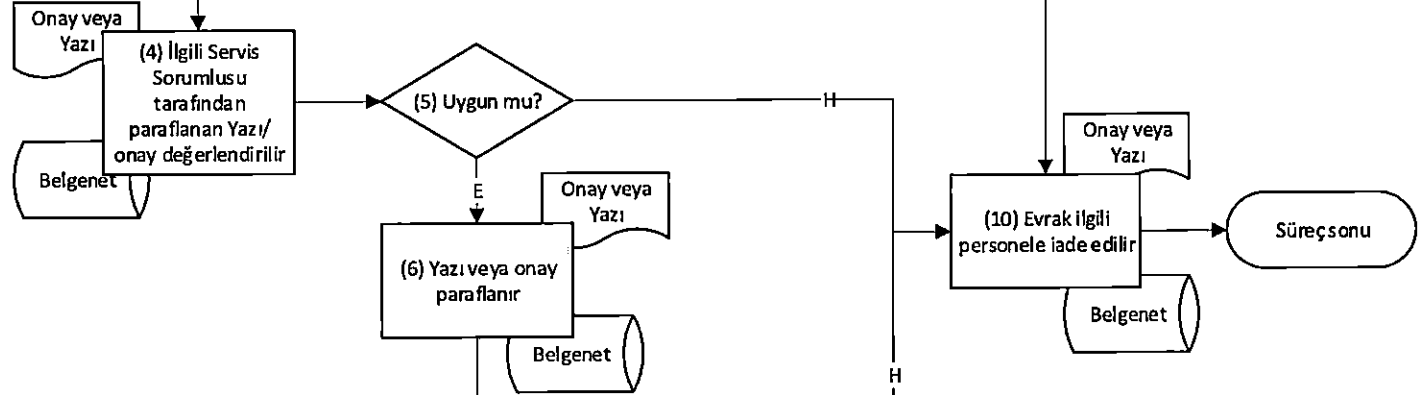 Onay veya
Yazı
(4) İlgili Servis
Sorumlusu
tarafından
paraflanan Yazı/
onay değerlendirilir
Belgenet
(5) Uygun mu?
H
E
Onay veya
Yazı
(6) Yazı veya onay
paraflanır
Belgenet
H
Onay veya
Yazı
(10) Evrak ilgili
personele iade edilir
Belgenet
Süreç sonu